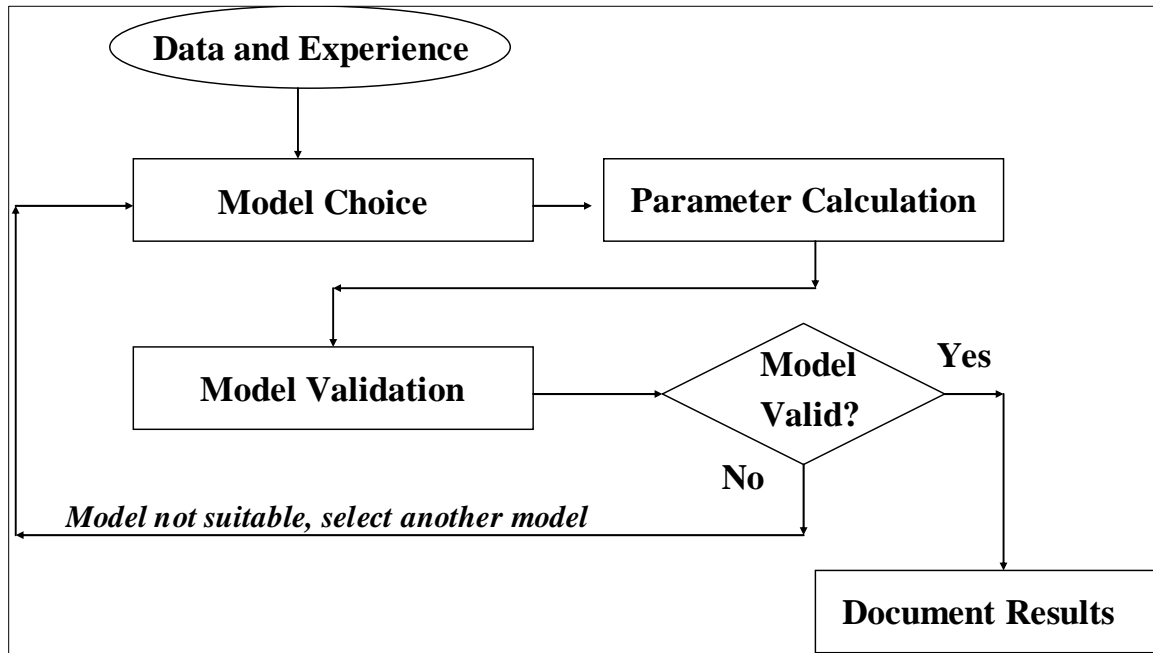 Data and Experience
Model Choice
Parameter Calculation
Model Validation
Model
Valid?
Yes
No
Model not suitable, select another model
Document Results